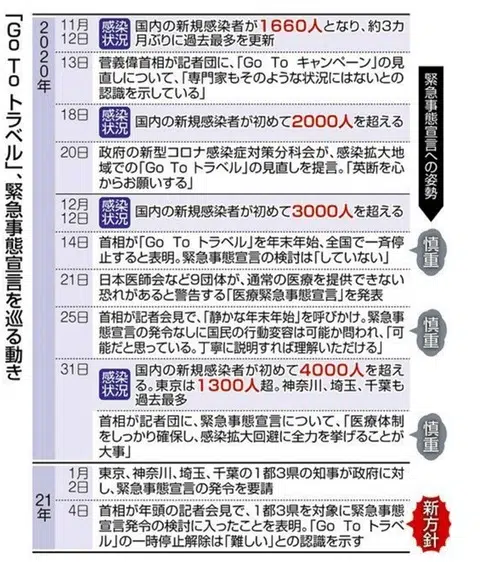 「Go To トラベル」、緊急事態宣言を巡る動き
緊急事態宣言への姿勢
2020年
11月
12日
感染
状況
国内の新規感染者が1660人となり、約3カ
月ぶりに過去最多を更新
13日
菅義偉首相が記者団に、「Go To キャンペーン」の見
直しについて、「専門家もそのような状況にはないとの
認識を示している」
18日
感染
状況
国内の新規感染者が初めて2000人を超える
20日
政府の新型コロナ感染症対策分科会が、感染拡大地
域での「Go To トラベル」の見直しを提言。「英断を心
からお願いする」
12月
12日
感染
状況
国内の新規感染者が初めて3000人を超える
14日
首相が「Go To トラベル」を年末年始、全国で一斉停
止すると表明。緊急事態宣言の検討は「していない」
慎重
21日
日本医師会など9団体が、通常の医療を提供できない
恐れがあると警告する「医療緊急事態宣言」を発表
25日
首相が記者会見で、「静かな年末年始」を呼びかけ。緊急事
態宣言の発令なしに国民の行動変容は可能か問われ、「可
能だと思っている。丁寧に説明すれば理解いただける」
慎重
31日
感染
状況
国内の新規感染者が初めて4000人を超え
る。東京は1300人超。神奈川、埼玉、千葉も
過去最多
首相が記者団に、緊急事態宣言について、「医療体制
をしっかり確保し、感染拡大回避に全力を挙げることが
大事」
慎重
21年
1月
2日
東京、神奈川、埼玉、千葉の1都3県の知事が政府に対
し、緊急事態宣言の発令を要請
4日
首相が年頭の記者会見で、1都3県を対象に緊急事態
宣言発令の検討に入ったことを表明。「Go To トラベ
ル」の一時停止解除は「難しい」との認識を示す
新方針